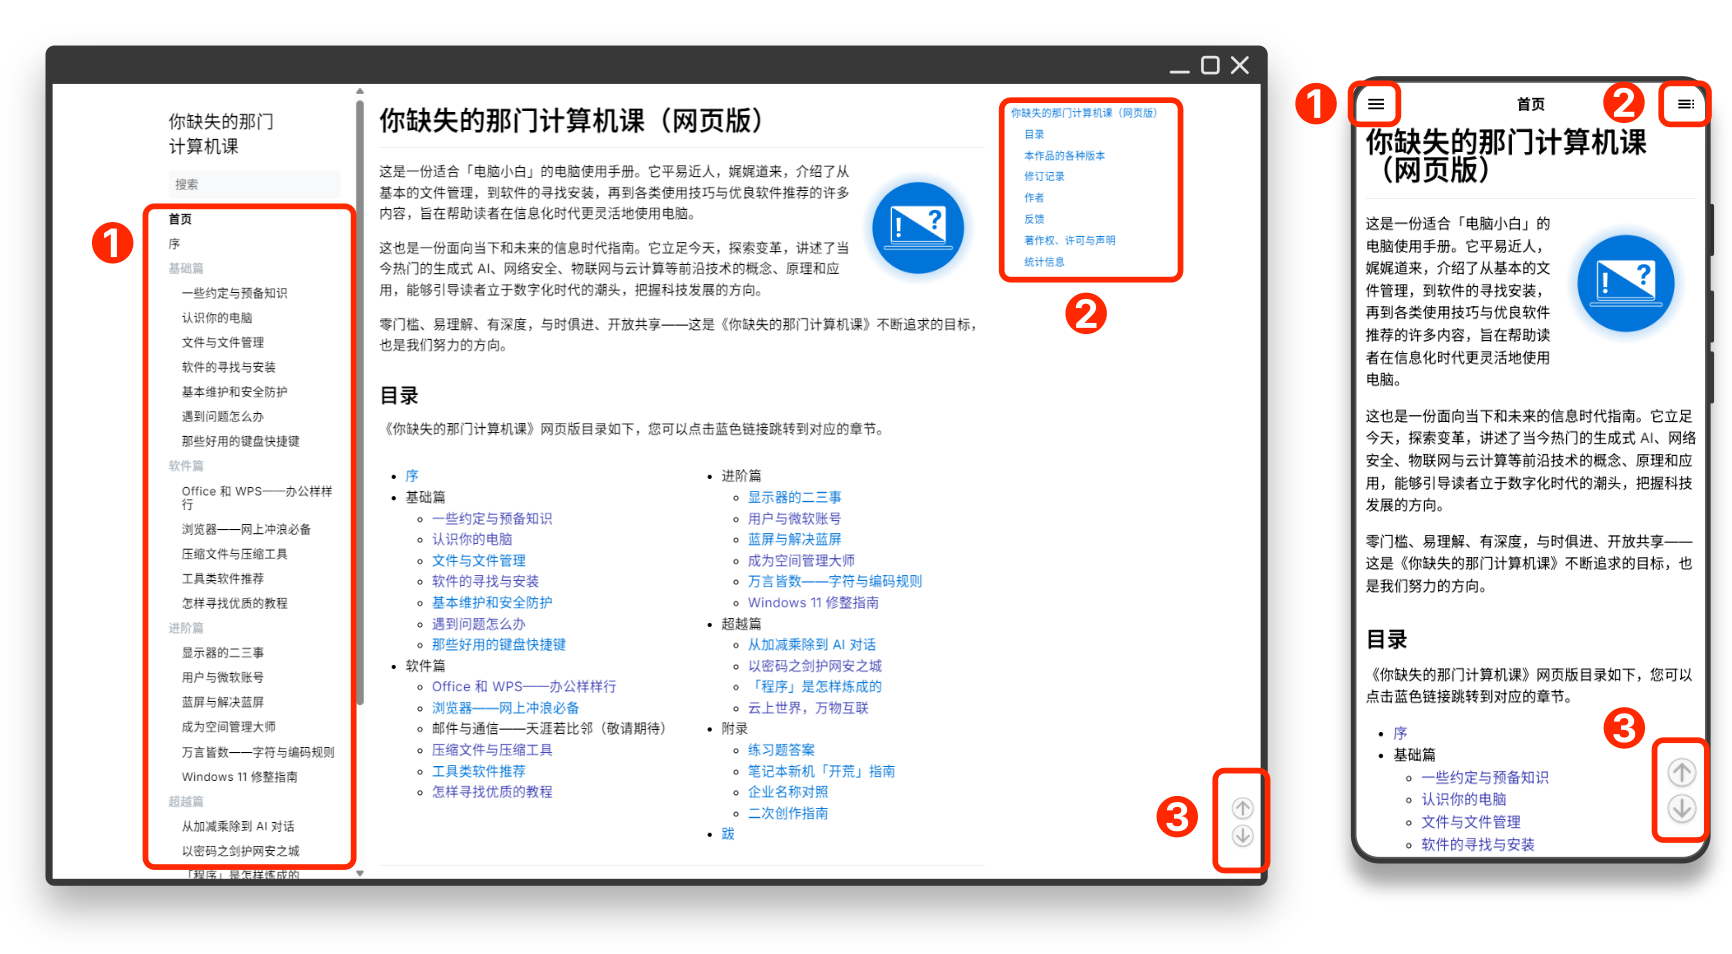 你缺失的那门
计算机课
搜索
❶
首页
序
基础篇
一些约定与预备知识
认识你的电脑
文件与文件管理
软件的寻找与安装
基本维护和安全防护
遇到问题怎么办
那些好用的键盘快捷键
软件篇
Office 和 WPS——办公样样
行
浏览器——网上冲浪必备
压缩文件与压缩工具
工具类软件推荐
怎样寻找优质的教程
进阶篇
显示器的二三事
用户与微软账号
蓝屏与解决蓝屏
成为空间管理大师
万言皆数——字符与编码规则
Windows 11 修整指南
超越篇
从加减乘除到 AI 对话
以密码之剑护网安之城
「程序」是怎样炼成的
你缺失的那门计算机课（网页版）
这是一份适合「电脑小白」的电脑使用手册。它平易近人，娓娓道来，介绍了从
基本的文件管理，到软件的寻找安装，再到各类使用技巧与优良软件推荐的许多
内容，旨在帮助读者在信息化时代更灵活地使用电脑。
这也是一份面向当下和未来的信息时代指南。它立足今天，探索变革，讲述了当
今热门的生成式 AI、网络安全、物联网与云计算等前沿技术的概念、原理和应
用，能够引导读者立于数字化时代的潮头，把握科技发展的方向。
零门槛、易理解、有深度，与时俱进、开放共享——这是《你缺失的那门计算机课》不断追求的目标，
也是我们努力的方向。
! ?
目录
《你缺失的那门计算机课》网页版目录如下，您可以点击蓝色链接跳转到对应的章节。
序
基础篇
一些约定与预备知识
认识你的电脑
文件与文件管理
软件的寻找与安装
基本维护和安全防护
遇到问题怎么办
那些好用的键盘快捷键
软件篇
Office 和 WPS——办公样样行
浏览器——网上冲浪必备
邮件与通信——天涯若比邻（敬请期待）
压缩文件与压缩工具
工具类软件推荐
怎样寻找优质的教程
进阶篇
显示器的二三事
用户与微软账号
蓝屏与解决蓝屏
成为空间管理大师
万言皆数——字符与编码规则
Windows 11 修整指南
超越篇
从加减乘除到 AI 对话
以密码之剑护网安之城
「程序」是怎样炼成的
云上世界，万物互联
附录
练习题答案
笔记本新机「开荒」指南
企业名称对照
二次创作指南
跋
你缺失的那门计算机课（网页版）
目录
本作品的各种版本
修订记录
作者
反馈
著作权、许可与声明
统计信息
❷
❸
❶
首页
❷
你缺失的那门计算机课
（网页版）
这是一份适合「电脑小白」的
电脑使用手册。它平易近人，
娓娓道来，介绍了从基本的文
件管理，到软件的寻找安装，
再到各类使用技巧与优良软件
推荐的许多内容，旨在帮助读
者在信息化时代更灵活地使用
电脑。
! ?
这也是一份面向当下和未来的信息时代指南。它立足
今天，探索变革，讲述了当今热门的生成式 AI、网络
安全、物联网与云计算等前沿技术的概念、原理和应
用，能够引导读者立于数字化时代的潮头，把握科技
发展的方向。
零门槛、易理解、有深度，与时俱进、开放共享——
这是《你缺失的那门计算机课》不断追求的目标，也
是我们努力的方向。
目录
《你缺失的那门计算机课》网页版目录如下，您可以
点击蓝色链接跳转到对应的章节。
❸
序
基础篇
一些约定与预备知识
认识你的电脑
文件与文件管理
软件的寻找与安装